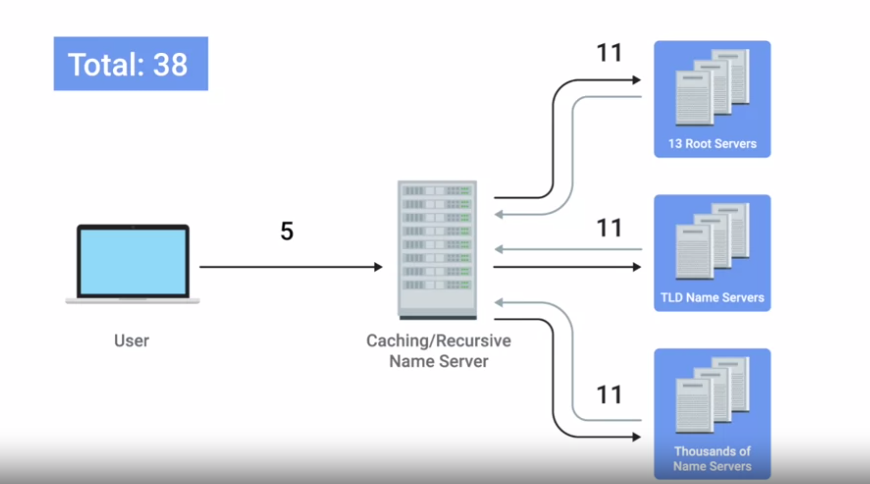 Total: 38
11
13 Root Servers
5
11
TLD Name Servers
User
Caching/Recursive
Name Server
11
Thousands of
Name Servers